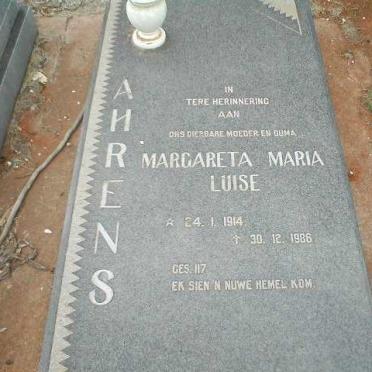 AHRENS
IN
TERE HERINNERING
AAN
ONS DIERBARE MOEDER EN OUMA
MARGARETA MARIA
LUISE
* 24. 1. 1914
† 30. 12. 1986
GES. 117
EK SIEN 'N NUWE HEMEL KOM.